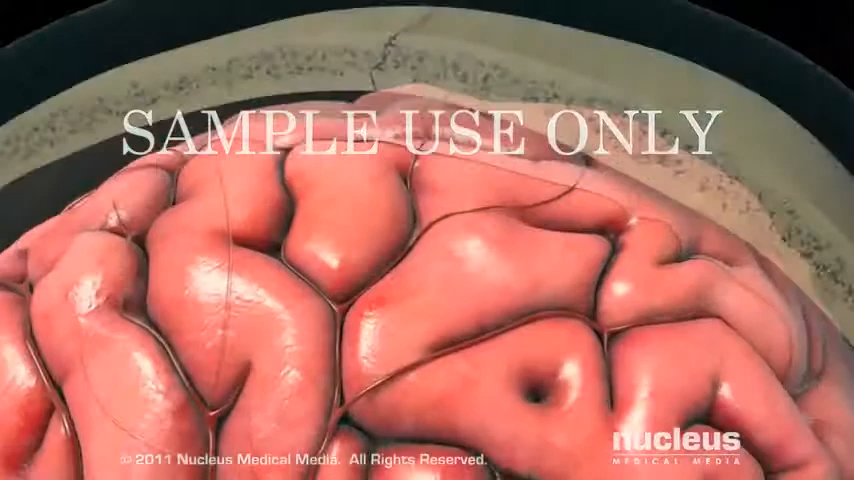 SAMPLE USE ONLY
nucleus
MEDICAL MEDIA
© 2011 Nucleus Medical Media. All Rights Reserved.